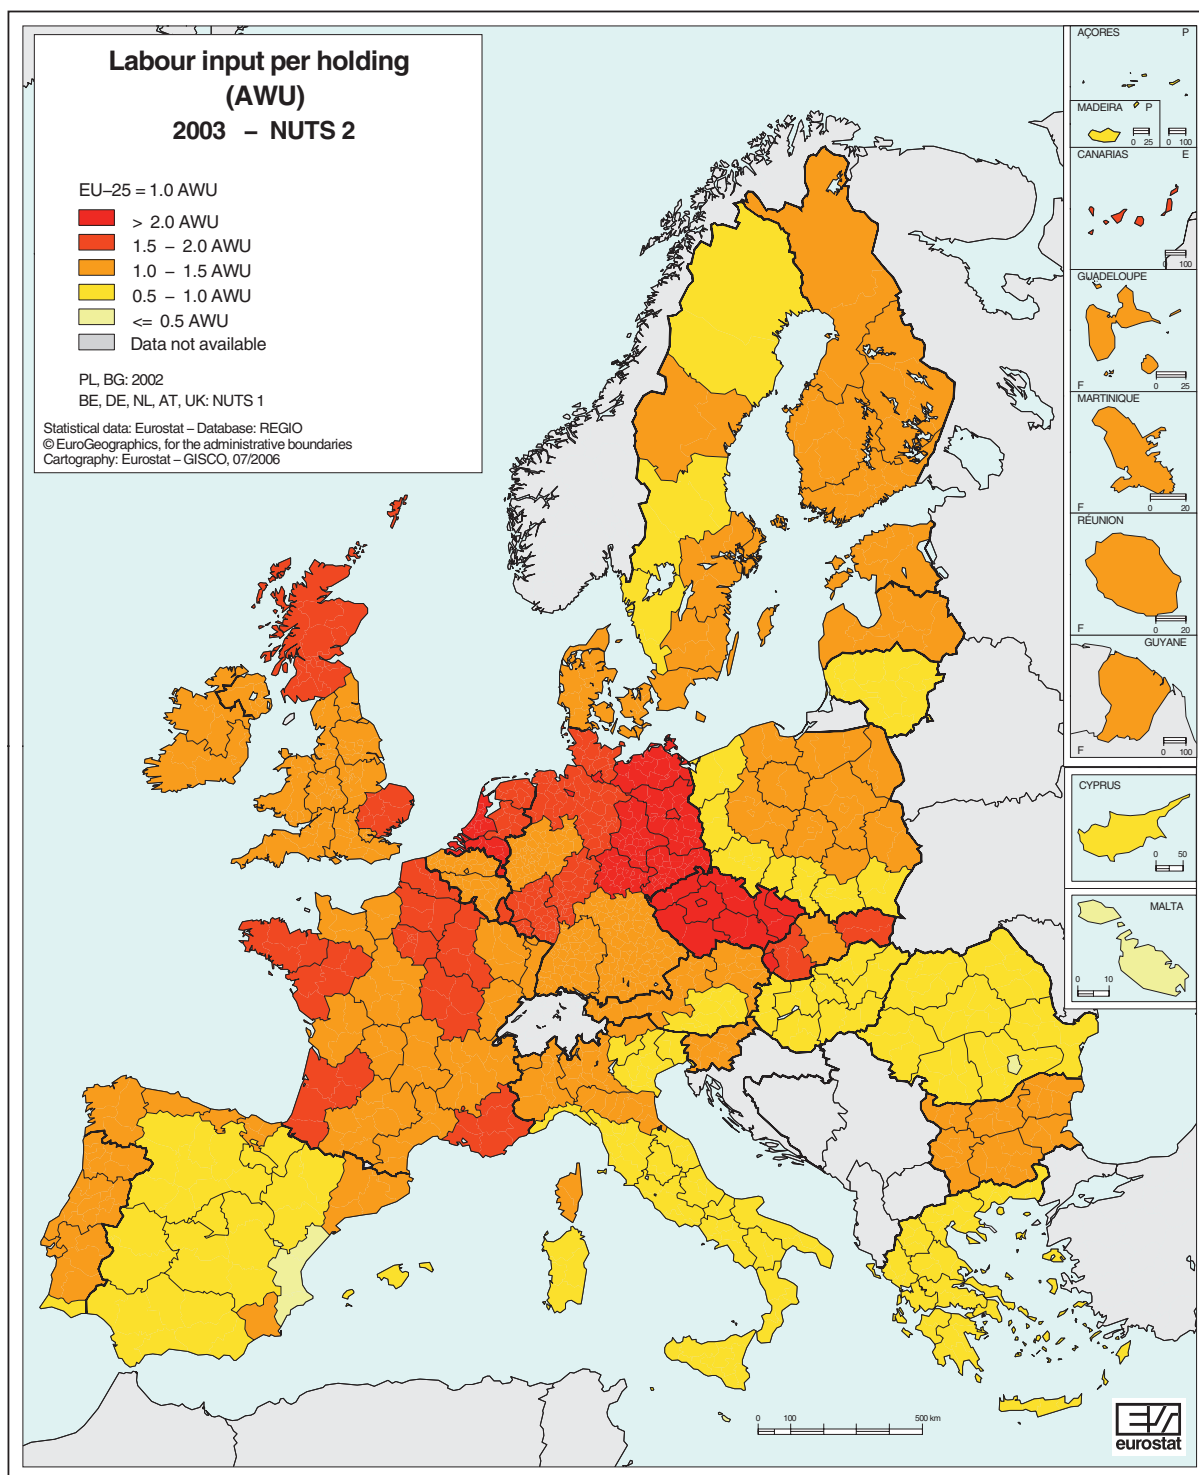 Labour input per holding
(AWU)
2003 – NUTS 2
EU–25 = 1.0 AWU
> 2.0 AWU
1.5 – 2.0 AWU
1.0 – 1.5 AWU
0.5 – 1.0 AWU
<= 0.5 AWU
Data not available
PL, BG: 2002
BE, DE, NL, AT, UK: NUTS 1
Statistical data: Eurostat – Database: REGIO
© EuroGeographics, for the administrative boundaries
Cartography: Eurostat – GISCO, 07/2006
AÇORES P
MADEIRA P
0 25
0 100
CANARIAS E
0 100
GUADELOUPE
F
0 25
MARTINIQUE
F
0 20
RÉUNION
F
0 20
GUYANE
F
0 100
CYPRUS
0 50
MALTA
0 10
0 100 500 km
eurostat